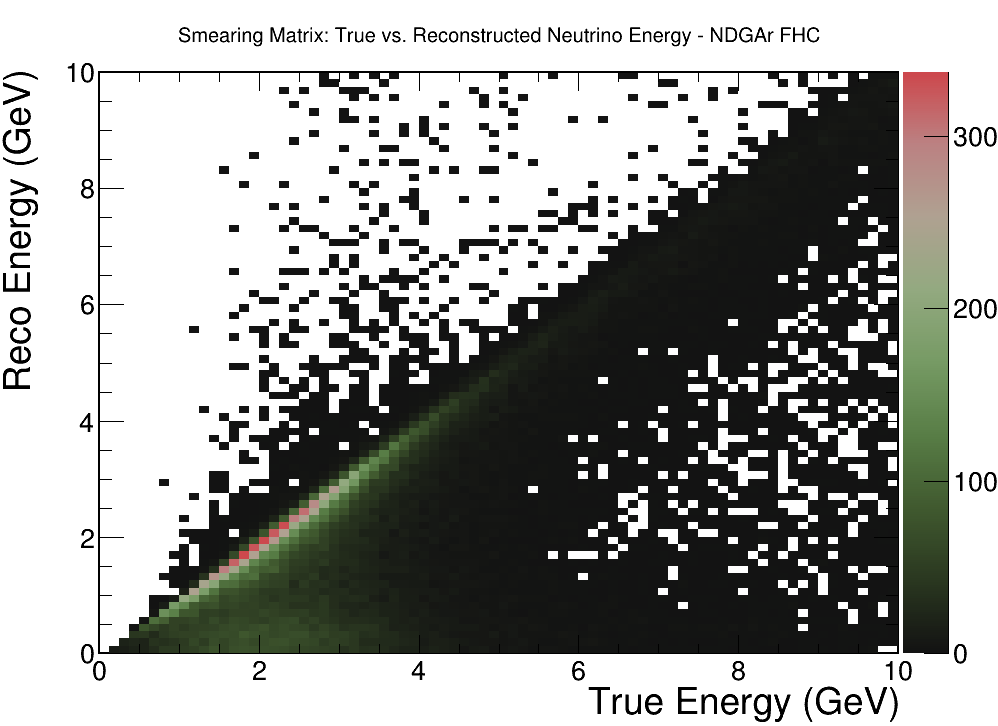 Smearing Matrix: True vs. Reconstructed Neutrino Energy - NDGAr FHC
Reco Energy (GeV)
10
8
6
4
2
0
0 2 4 6 8 10
True Energy (GeV)
300
200
100
0